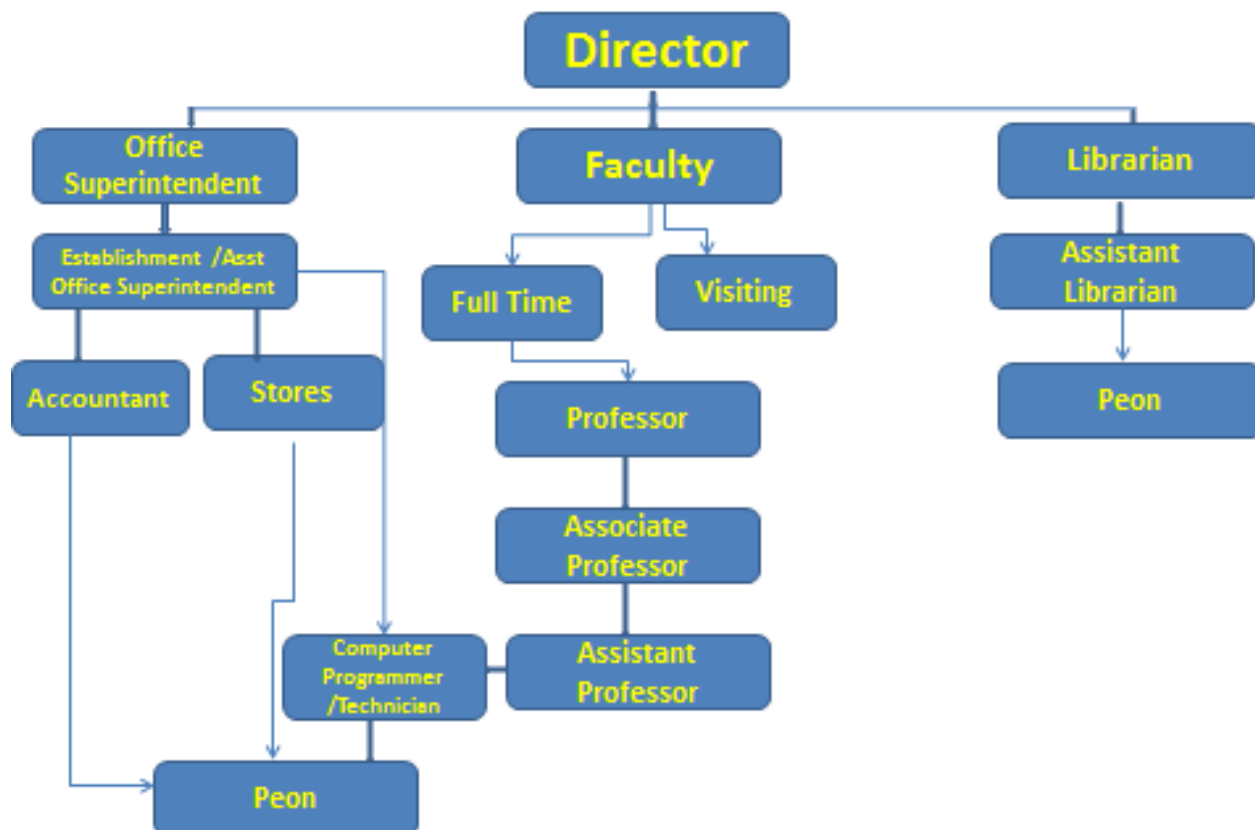 Director
Office
Superintendent
Faculty
Librarian
Establishment /Asst
Office Superintendent
Full Time
Visiting
Assistant
Librarian
Accountant
Stores
Professor
Peon
Associate
Professor
Computer
Programmer
/Technician
Assistant
Professor
Peon